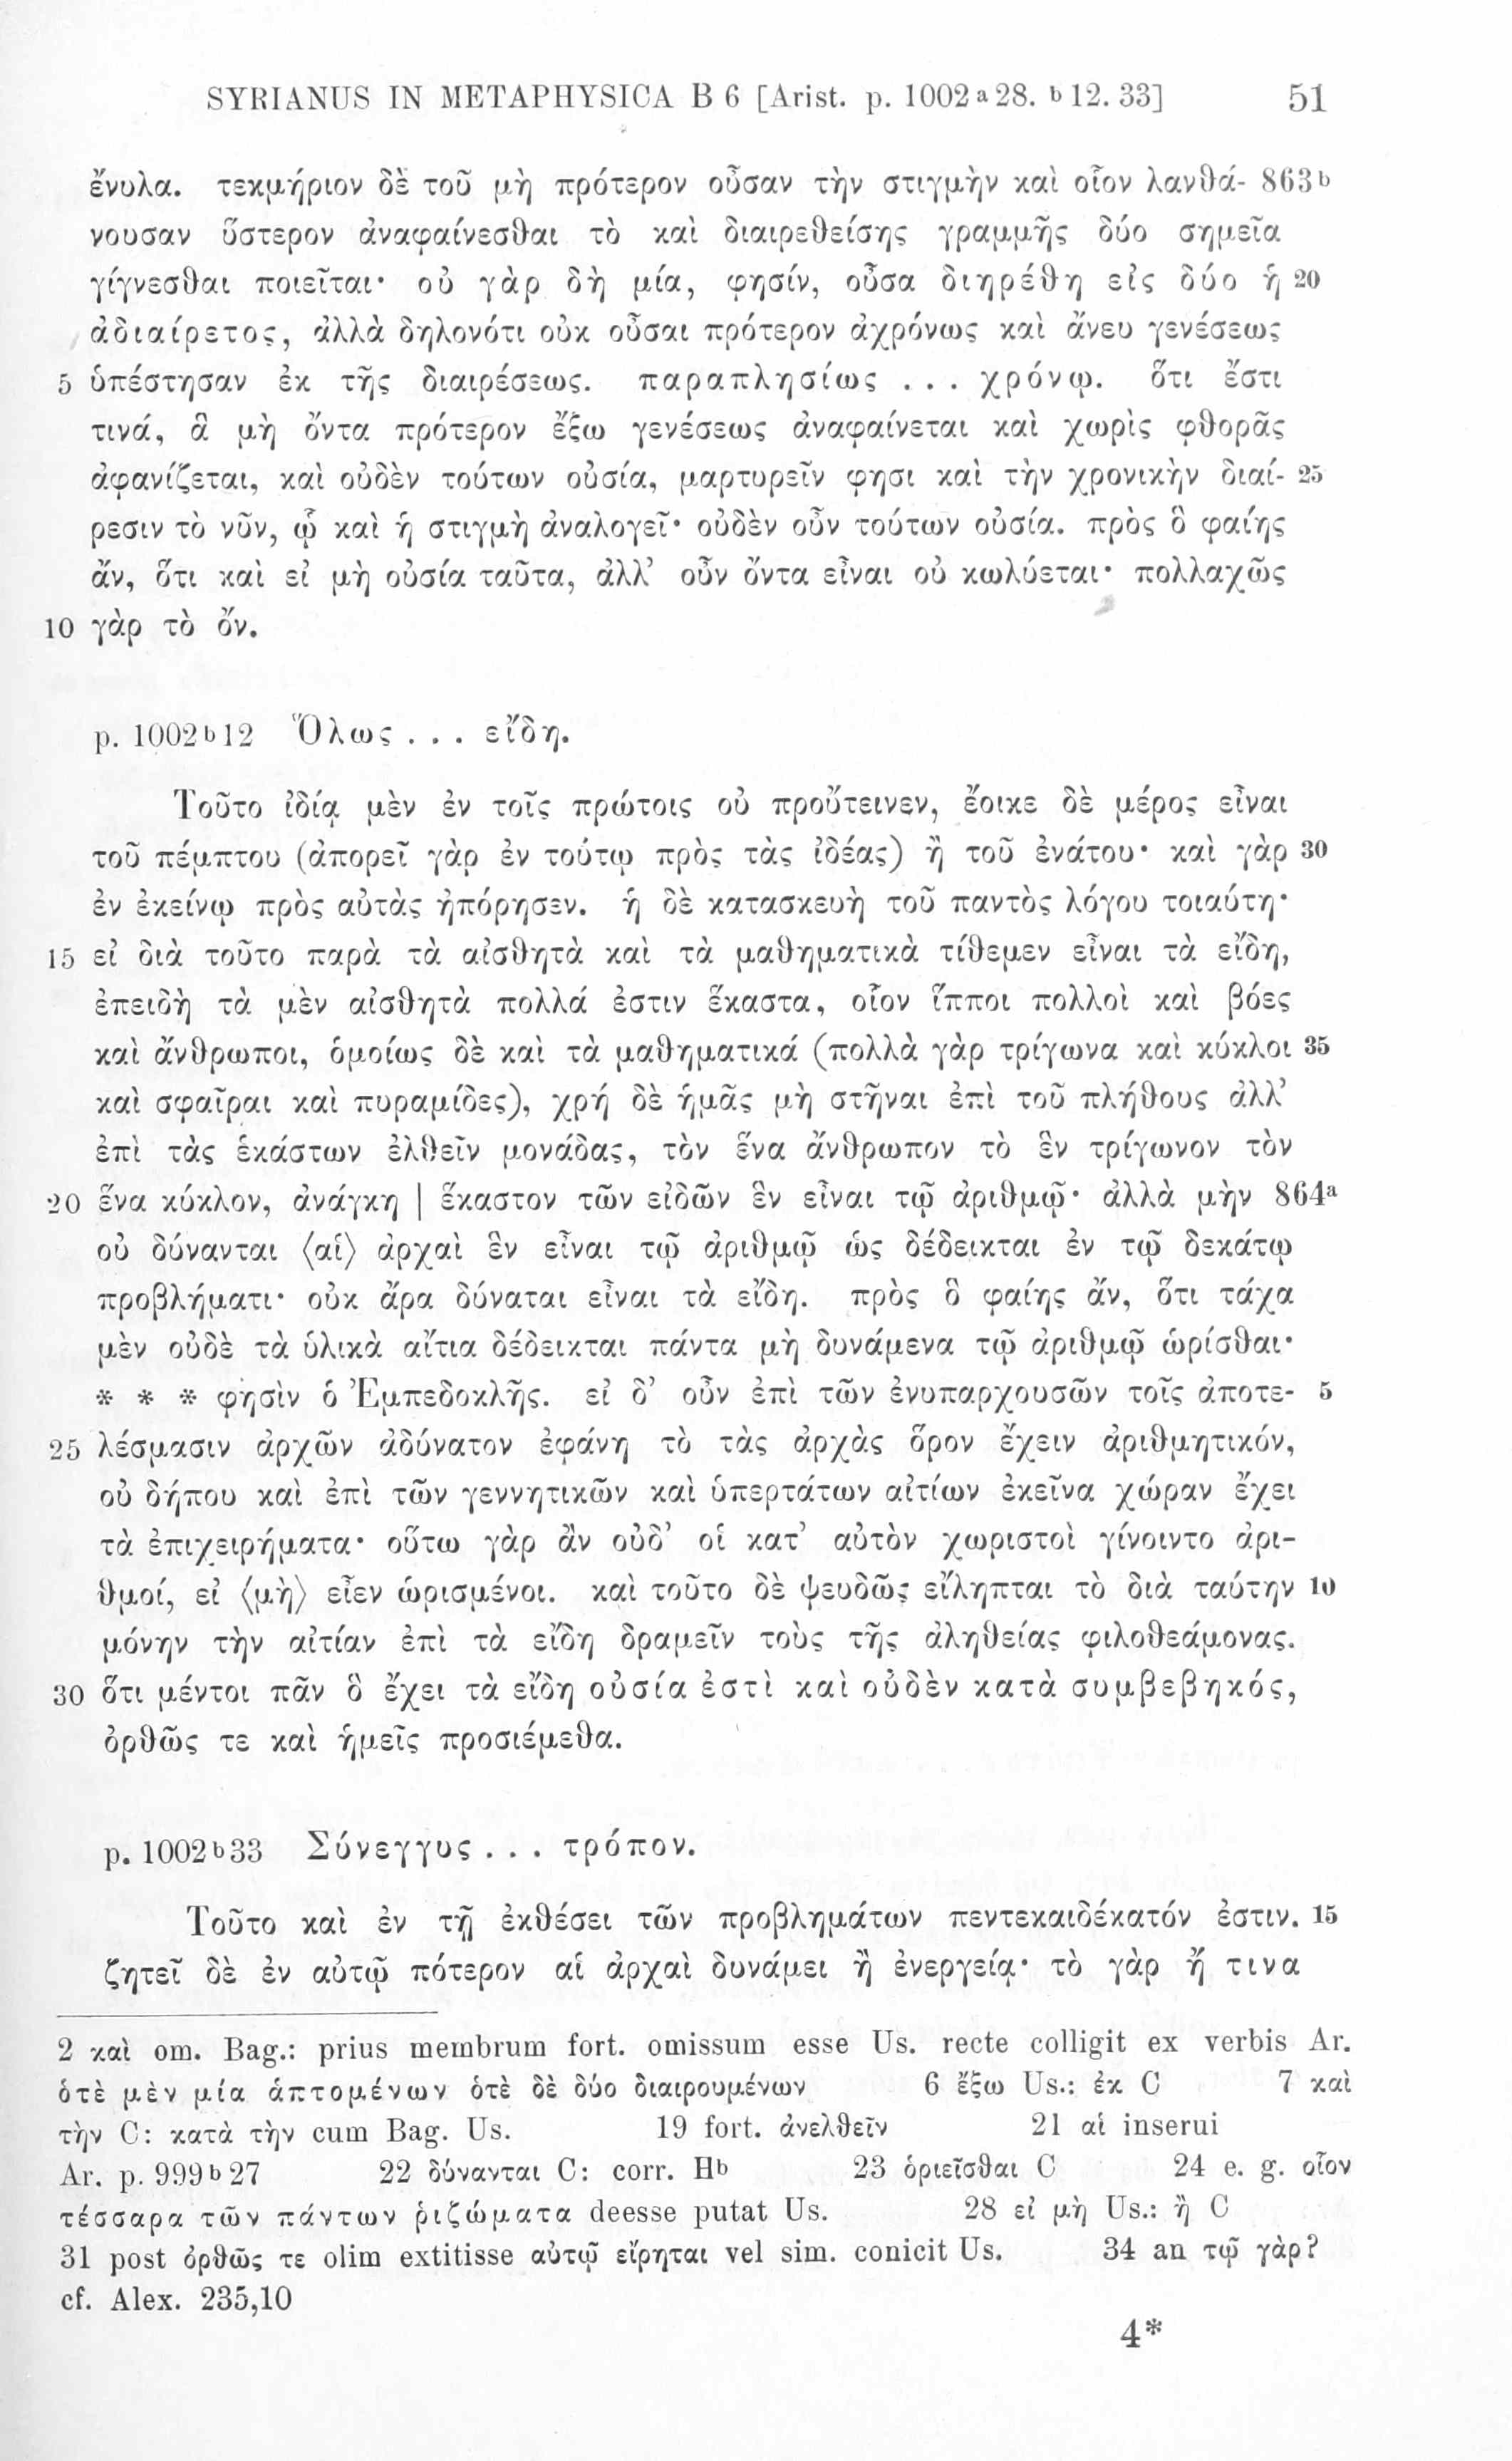 SYRIANUS IN METAPHYSICA B 6 [Arist. p. 1002 a 28. b 12. 33] 51
ἔνυλα. τεκμήριον δὲ τοῦ μὴ πρότερον οὖσαν τὴν στιγμὴν καὶ οἷον λανθά- 863b
νουσαν ὕστερον ἀναφαίνεσθαι τὸ καὶ διαιρεθείσης γραμμῆς δύο σημεῖα
γίγνεσθαι ποιεῖται· οὐ γὰρ δὴ μία, φησίν, οὖσα διῃρέθη εἰς δύο ἡ 20
ἀδιαίρετος, ἀλλὰ δηλονότι οὐκ οὖσαι πρότερον ἀχρόνως καὶ ἄνευ γενέσεως
5 ὑπέστησαν ἐκ τῆς διαιρέσεως. παραπλησίως . . . χρόνῳ. ὅτι ἔστι
τινά, ἃ μὴ ὄντα πρότερον ἔξω γενέσεως ἀναφαίνεται καὶ χωρὶς φθορᾶς
ἀφανίζεται, καὶ οὐδὲν τούτων οὐσία, μαρτυρεῖν φησι καὶ τὴν χρονικὴν διαί- 25
ρεσιν τὸ νῦν, ᾧ καὶ ἡ στιγμὴ ἀναλογεῖ· οὐδὲν οὖν τούτων οὐσία. πρὸς ὃ φαίης
ἄν, ὅτι καὶ εἰ μὴ οὐσία ταῦτα, ἀλλ’ οὖν ὄντα εἶναι οὐ κωλύεται· πολλαχῶς
10 γὰρ τὸ ὄν.
p. 1002b12 Ὅλως . . . εἴδη.
Τοῦτο ἰδίᾳ μὲν ἐν τοῖς πρώτοις οὐ προὔτεινεν, ἔοικε δὲ μέρος εἶναι
τοῦ πέμπτου (ἀπορεῖ γὰρ ἐν τούτῳ πρὸς τὰς ἰδέας) ἢ τοῦ ἐνάτου· καὶ γὰρ 30
ἐν ἐκείνῳ πρὸς αὐτὰς ἠπόρησεν. ἡ δὲ κατασκευὴ τοῦ παντὸς λόγου τοιαύτη·
15 εἰ διὰ τοῦτο παρὰ τὰ αἰσθητὰ καὶ τὰ μαθηματικὰ τίθεμεν εἶναι τὰ εἴδη,
ἐπειδὴ τὰ μὲν αἰσθητὰ πολλά ἐστιν ἕκαστα, οἷον ἵπποι πολλοὶ καὶ βόες
καὶ ἄνθρωποι, ὁμοίως δὲ καὶ τὰ μαθηματικά (πολλὰ γὰρ τρίγωνα καὶ κύκλοι 35
καὶ σφαῖραι καὶ πυραμίδες), χρή δὲ ἡμᾶς μὴ στῆναι ἐπὶ τοῦ πλήθους ἀλλ’
ἐπὶ τὰς ἑκάστων ἐλθεῖν μονάδας, τὸν ἕνα ἄνθρωπον τὸ ἓν τρίγωνον τὸν
20 ἕνα κύκλον, ἀνάγκη | ἕκαστον τῶν εἰδῶν ἓν εἶναι τῷ ἀριθμῷ· ἀλλὰ μὴν 864a
οὐ δύνανται ⟨αἱ⟩ ἀρχαὶ ἓν εἶναι τῷ ἀριθμῷ ὡς δέδεικται ἐν τῷ δεκάτῳ
προβλήματι· οὐκ ἄρα δύναται εἶναι τὰ εἴδη. πρὸς ὃ φαίης ἄν, ὅτι τάχα
μὲν οὐδὲ τὰ ὑλικὰ αἴτια δέδεικται πάντα μὴ δυνάμενα τῷ ἀριθμῷ ὡρίσθαι·
* * * φησὶν ὁ Ἐμπεδοκλῆς. εἰ δ’ οὖν ἐπὶ τῶν ἐνυπαρχουσῶν τοῖς ἀποτε- 5
25 λέσμασιν ἀρχῶν ἀδύνατον ἐφάνη τὸ τὰς ἀρχὰς ὅρον ἔχειν ἀριθμητικόν,
οὐ δήπου καὶ ἐπὶ τῶν γεννητικῶν καὶ ὑπερτάτων αἰτίων ἐκεῖνα χώραν ἔχει
τὰ ἐπιχειρήματα· οὕτω γὰρ ἂν οὐδ’ οἱ κατ’ αὐτὸν χωριστοὶ γίνοιντο ἀρι-
θμοί, εἰ ⟨μὴ⟩ εἶεν ὡρισμένοι. καὶ τοῦτο δὲ ψευδῶς εἴληπται τὸ διὰ ταύτην 10
μόνην τὴν αἰτίαν ἐπὶ τὰ εἴδη δραμεῖν τοὺς τῆς ἀληθείας φιλοθεάμονας.
30 ὅτι μέντοι πᾶν ὃ ἔχει τὰ εἴδη οὐσία ἐστὶ καὶ οὐδὲν κατὰ συμβεβηκός,
ὀρθῶς τε καὶ ἡμεῖς προσιέμεθα.
p. 1002b33 Σύνεγγυς . . . τρόπον.
Τοῦτο καὶ ἐν τῇ ἐκθέσει τῶν προβλημάτων πεντεκαιδέκατόν ἐστιν. 15
ζητεῖ δὲ ἐν αὐτῷ πότερον αἱ ἀρχαὶ δυνάμει ἢ ἐνεργείᾳ· τὸ γὰρ ἤ τινα
2 καὶ om. Bag.: prius membrum fort. omissum esse Us. recte colligit ex verbis Ar.
ὁτὲ μὲν μία ἁπτομένων ὁτὲ δὲ δύο διαιρουμένων 6 ἔξω Us.: ἐκ C 7 καὶ
τὴν C: κατὰ τὴν cum Bag. Us. 19 fort. ἀνελθεῖν 21 αἱ inserui
Ar. p. 999b27 22 δύνανται C: corr. Hb 23 ὁριεῖσθαι C 24 e. g. οἷον
τέσσαρα τῶν πάντων ῥιζώματα deesse putat Us. 28 εἰ μὴ Us.: ἢ C
31 post ὀρθῶς τε olim extitisse αὐτῷ εἴρηται vel sim. conicit Us. 34 an τῷ γὰρ?
cf. Alex. 235,10
4*